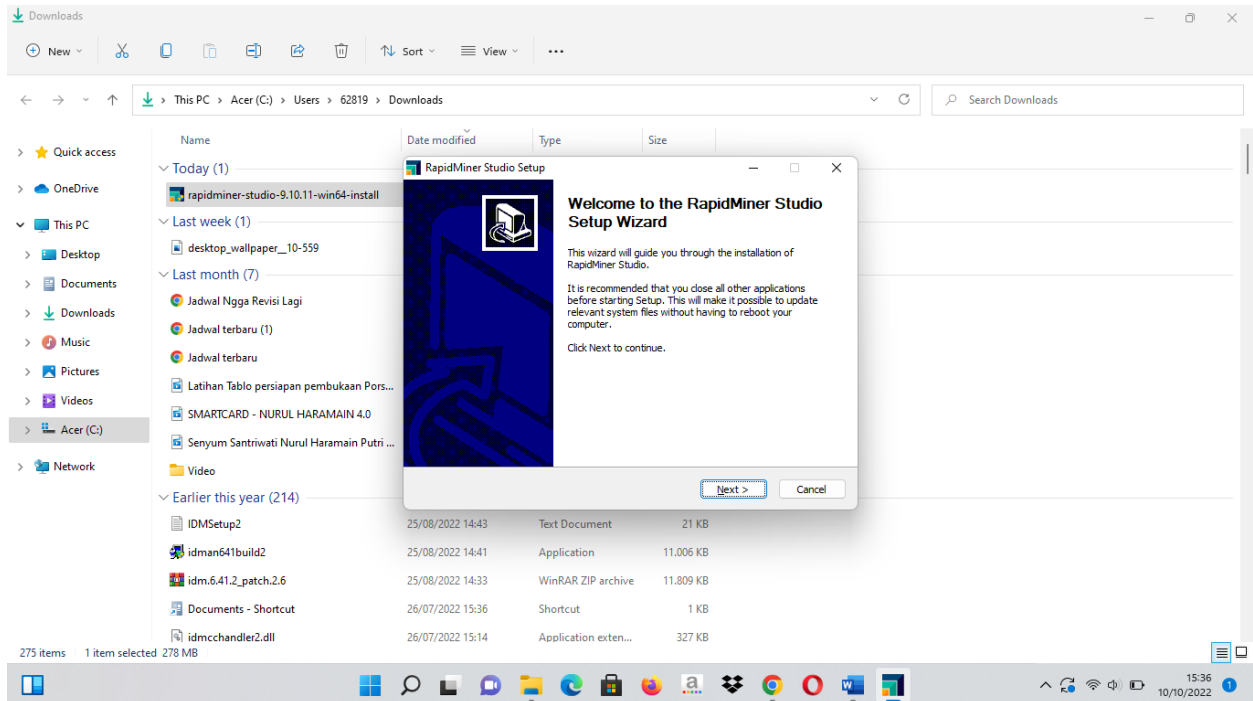 Downloads
New
Sort
View
This PC > Acer (C:) > Users > 62819 > Downloads
Search Downloads
Name Date modified Type Size
Quick access
OneDrive
This PC
Desktop
Documents
Downloads
Music
Pictures
Videos
Acer (C:)
Network
Today (1)
rapidminer-studio-9.10.11-win64-install
Last week (1)
desktop_wallpaper__10-559
Last month (7)
Jadwal Ngga Revisi Lagi
Jadwal terbaru (1)
Jadwal terbaru
Latihan Tablo persiapan pembukaan Pors...
SMARTCARD - NURUL HARAMAIN 4.0
Senyum Santriwati Nurul Haramain Putri ...
Video
Earlier this year (214)
IDMSetup2 25/08/2022 14:43 Text Document 21 KB
idman641build2 25/08/2022 14:41 Application 11.006 KB
idm.6.41.2_patch.2.6 25/08/2022 14:33 WinRAR ZIP archive 11.809 KB
Documents - Shortcut 26/07/2022 15:36 Shortcut 1 KB
idmcchandler2.dll 26/07/2022 15:14 Application exten... 327 KB
RapidMiner Studio Setup
Welcome to the RapidMiner Studio
Setup Wizard
This wizard will guide you through the installation of
RapidMiner Studio.
It is recommended that you close all other applications
before starting Setup. This will make it possible to update
relevant system files without having to reboot your
computer.
Click Next to continue.
Next >
Cancel
275 items 1 item selected 278 MB
a
W
15:36
10/10/2022
1